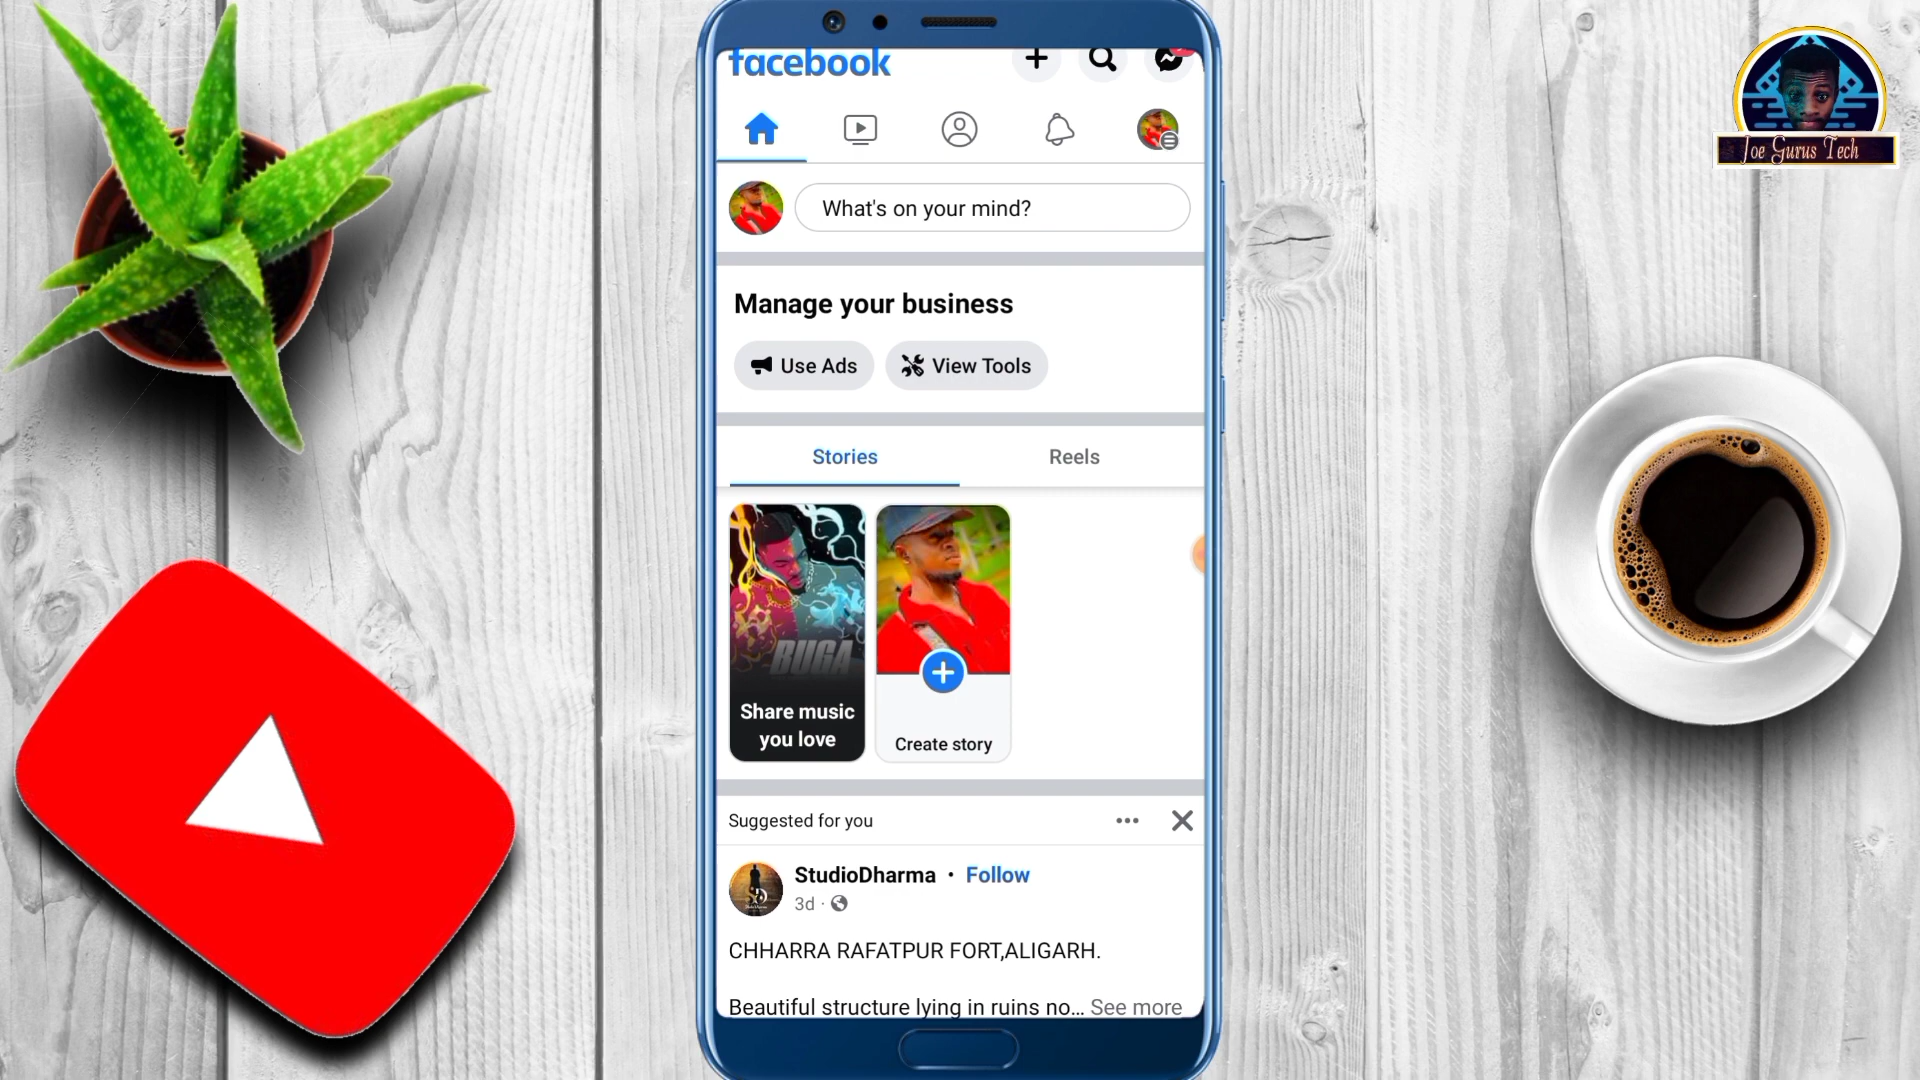 facebook
Joe Gurus Tech
What's on your mind?
Manage your business
Use Ads
View Tools
Stories
Reels
BUGA
Share music
you love
Create story
Suggested for you
StudioDharma • Follow
3d ·
CHHARRA RAFATPUR FORT,ALIGARH.
Beautiful structure lying in ruins no... See more